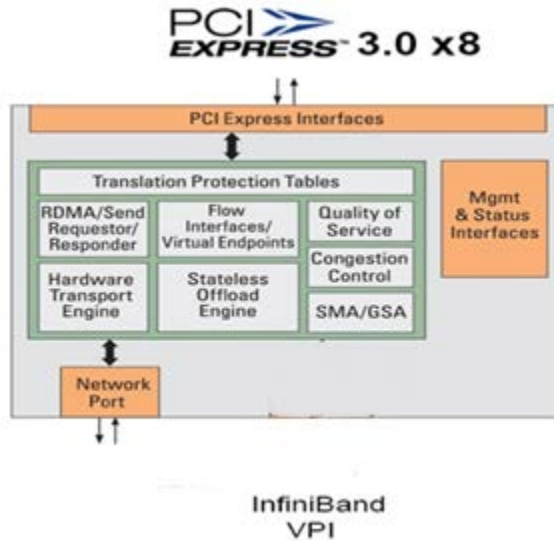 PCI
EXPRESS™ 3.0 x8
PCI Express Interfaces
Translation Protection Tables
RDMA/Send
Requestor/
Responder
Flow
Interfaces/
Virtual Endpoints
Quality of
Service
Mgmt
& Status
Interfaces
Hardware
Transport
Engine
Stateless
Offload
Engine
Congestion
Control
SMA/GSA
Network
Port
InfiniBand
VPI